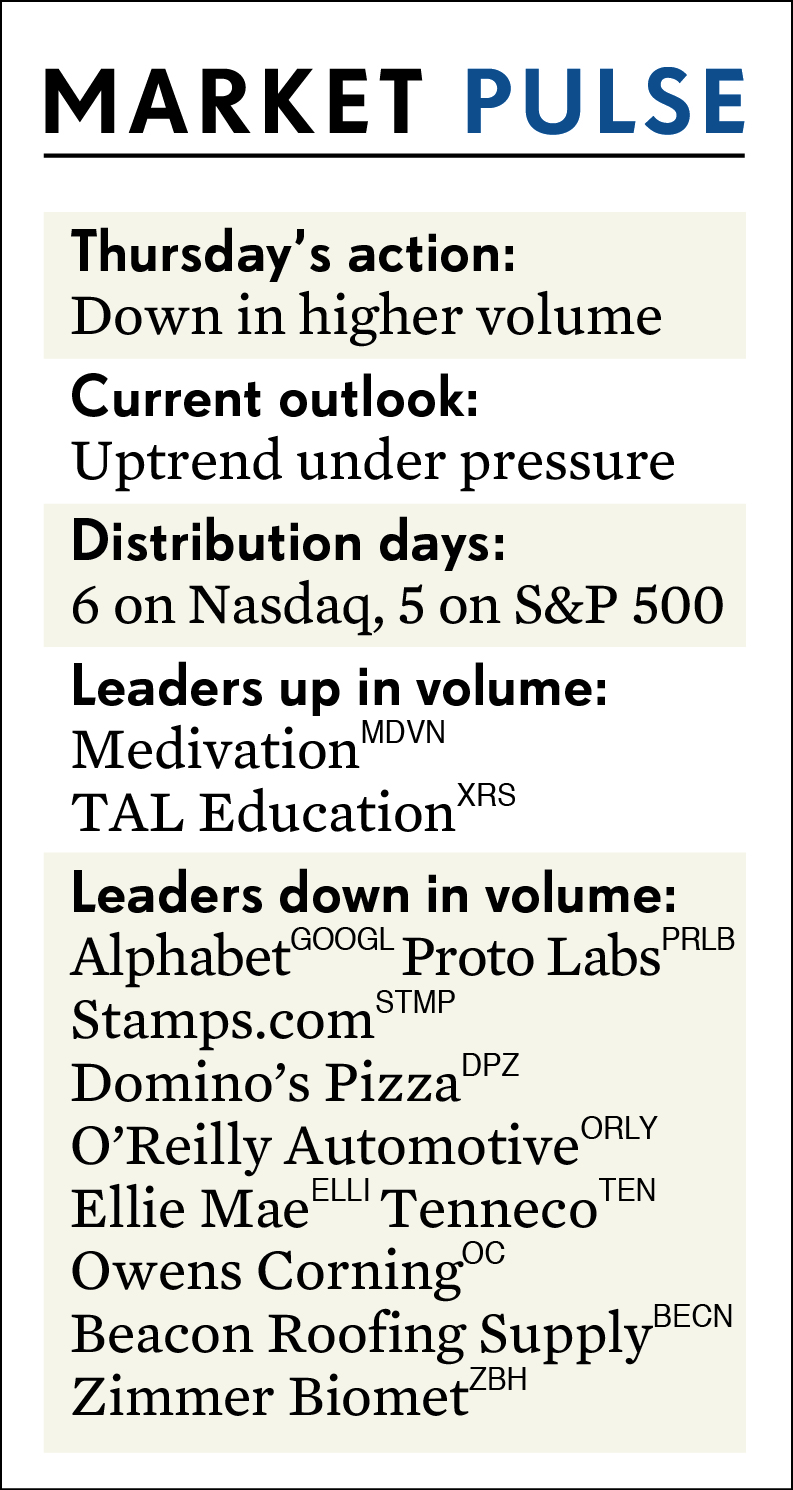 MARKET PULSE
Thursday’s action:
Down in higher volume
Current outlook:
Uptrend under pressure
Distribution days:
6 on Nasdaq, 5 on S&P 500
Leaders up in volume:
Medivation MDVN
TAL Education XRS
Leaders down in volume:
Alphabet GOOGL Proto Labs PRLB
Stamps.com STMP
Domino’s Pizza DPZ
O’Reilly Automotive ORLY
Ellie Mae ELLI Tenneco TEN
Owens Corning OC
Beacon Roofing Supply BECN
Zimmer Biomet ZBH